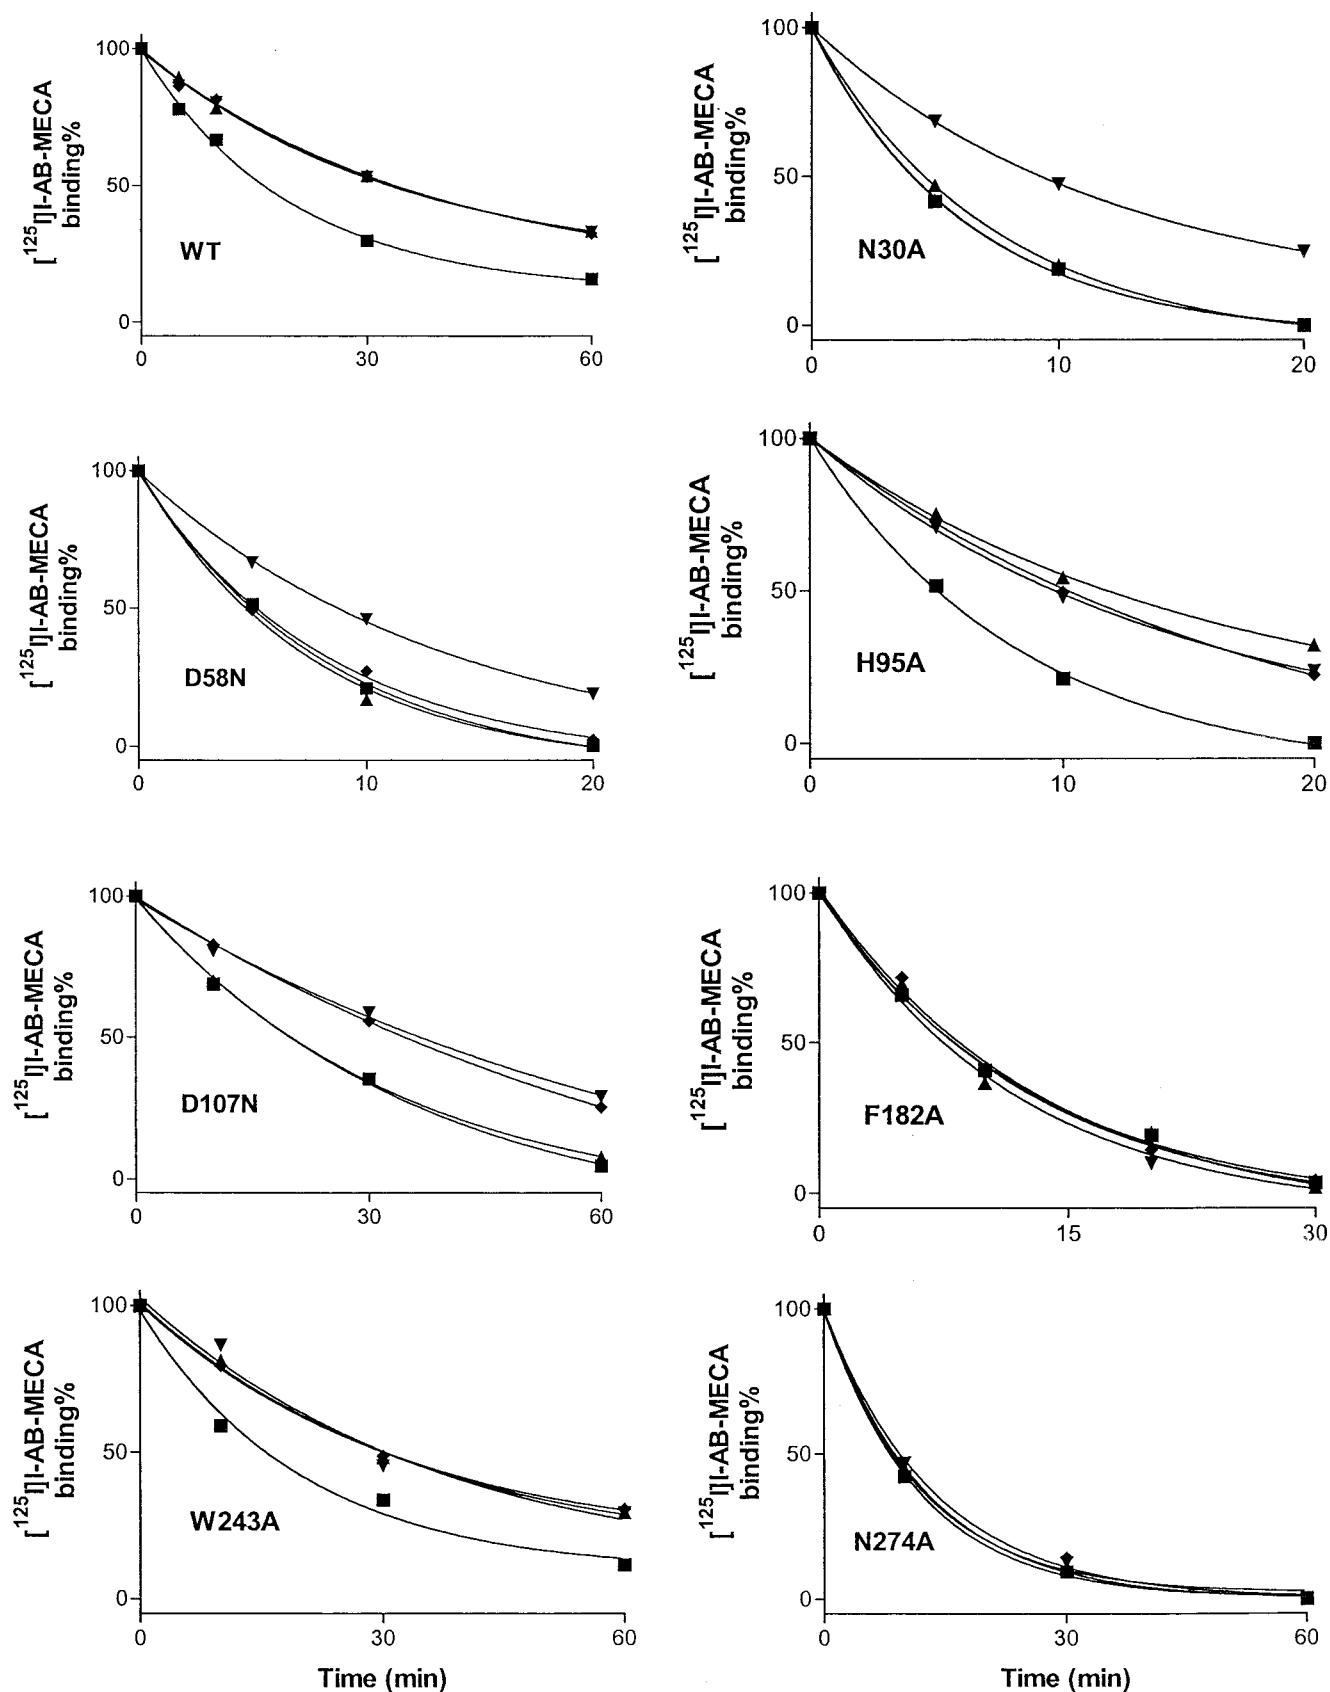 [¹²⁵I]I-AB-MECA
binding%
100
50
0
WT
0 30 60
[¹²⁵I]I-AB-MECA
binding%
100
50
0
N30A
0 10 20
[¹²⁵I]I-AB-MECA
binding%
100
50
0
D58N
0 10 20
[¹²⁵I]I-AB-MECA
binding%
100
50
0
H95A
0 10 20
[¹²⁵I]I-AB-MECA
binding%
100
50
0
D107N
0 30 60
[¹²⁵I]I-AB-MECA
binding%
100
50
0
F182A
0 15 30
[¹²⁵I]I-AB-MECA
binding%
100
50
0
W243A
0 30 60
Time (min)
[¹²⁵I]I-AB-MECA
binding%
100
50
0
N274A
0 30 60
Time (min)